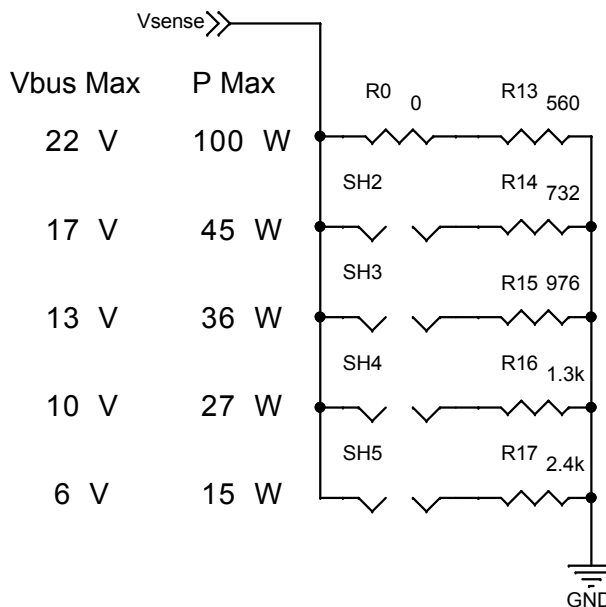 Vsense
Vbus Max P Max
R0 0 R13 560
22 V 100 W
SH2 R14 732
17 V 45 W
SH3 R15 976
13 V 36 W
SH4 R16 1.3k
10 V 27 W
SH5 R17 2.4k
6 V 15 W
GND